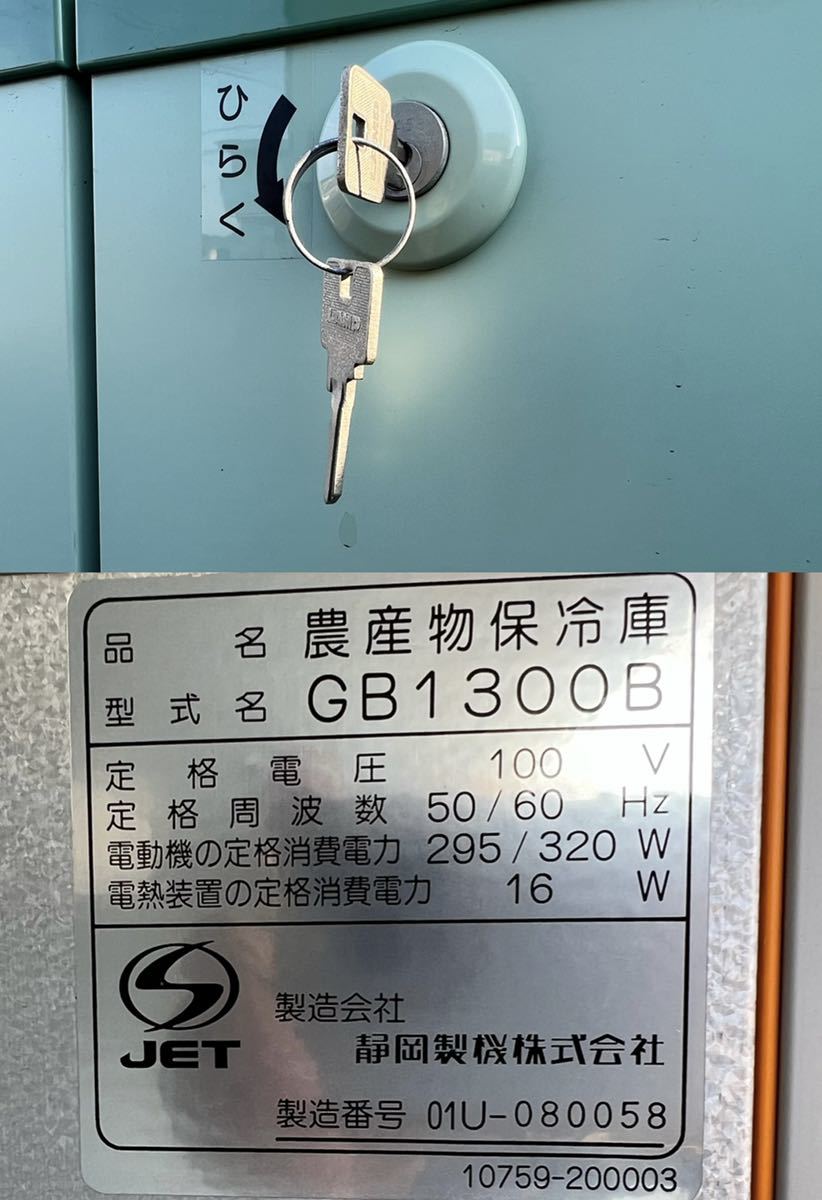 ひらく
LAMP
品名 農産物保冷庫
型式名 GB1300B
定格電圧 100 V
定格周波数 50/60 Hz
電動機の定格消費電力 295/320 W
電熱装置の定格消費電力 16 W
JET
製造会社
静岡製機株式会社
製造番号 01U-080058
10759-200003